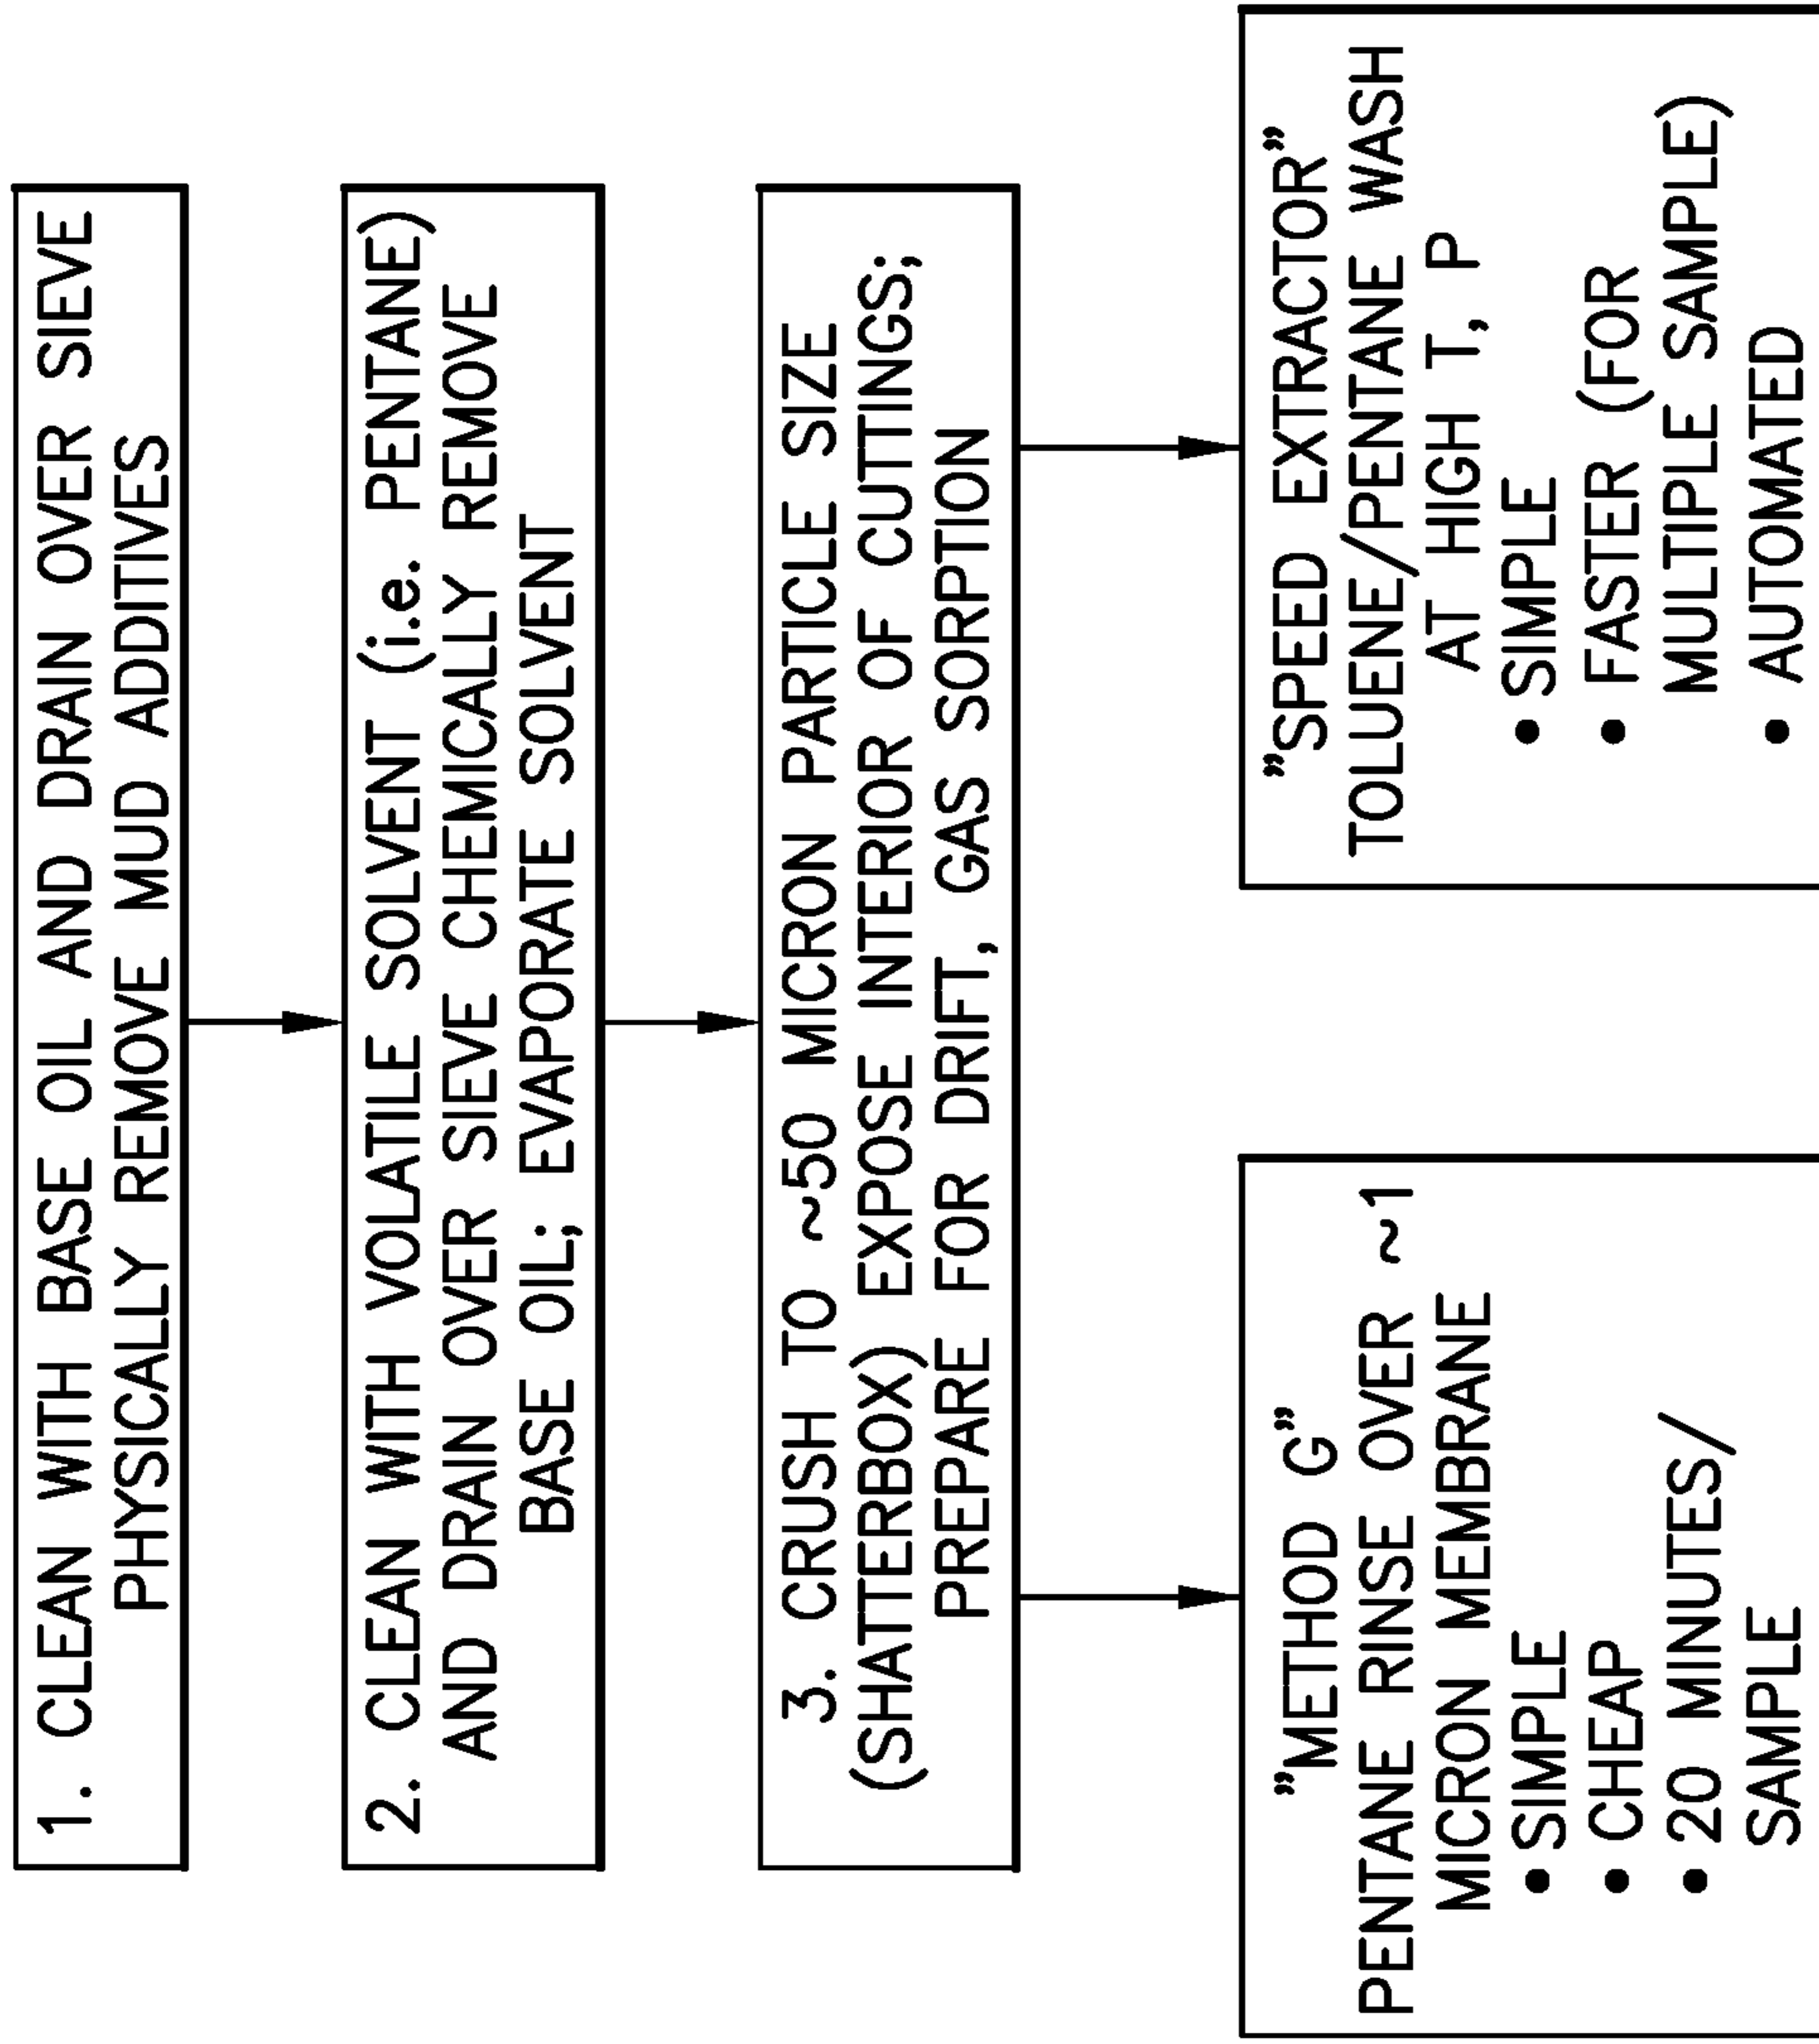 1. CLEAN WITH BASE OIL AND DRAIN OVER SIEVE
PHYSICALLY REMOVE MUD ADDITIVES
2. CLEAN WITH VOLATILE SOLVENT (i.e. PENTANE)
AND DRAIN OVER SIEVE CHEMICALLY REMOVE
BASE OIL; EVAPORATE SOLVENT
3. CRUSH TO ~50 MICRON PARTICLE SIZE
(SHATTERBOX) EXPOSE INTERIOR OF CUTTINGS;
PREPARE FOR DRIFT, GAS SORPTION
"METHOD G"
PENTANE RINSE OVER ~1
MICRON MEMBRANE
• SIMPLE
• CHEAP
• 20 MINUTES/
SAMPLE
"SPEED EXTRACTOR"
TOLUENE/PENTANE WASH
AT HIGH T, P
• SIMPLE
• FASTER (FOR
MULTIPLE SAMPLE)
• AUTOMATED